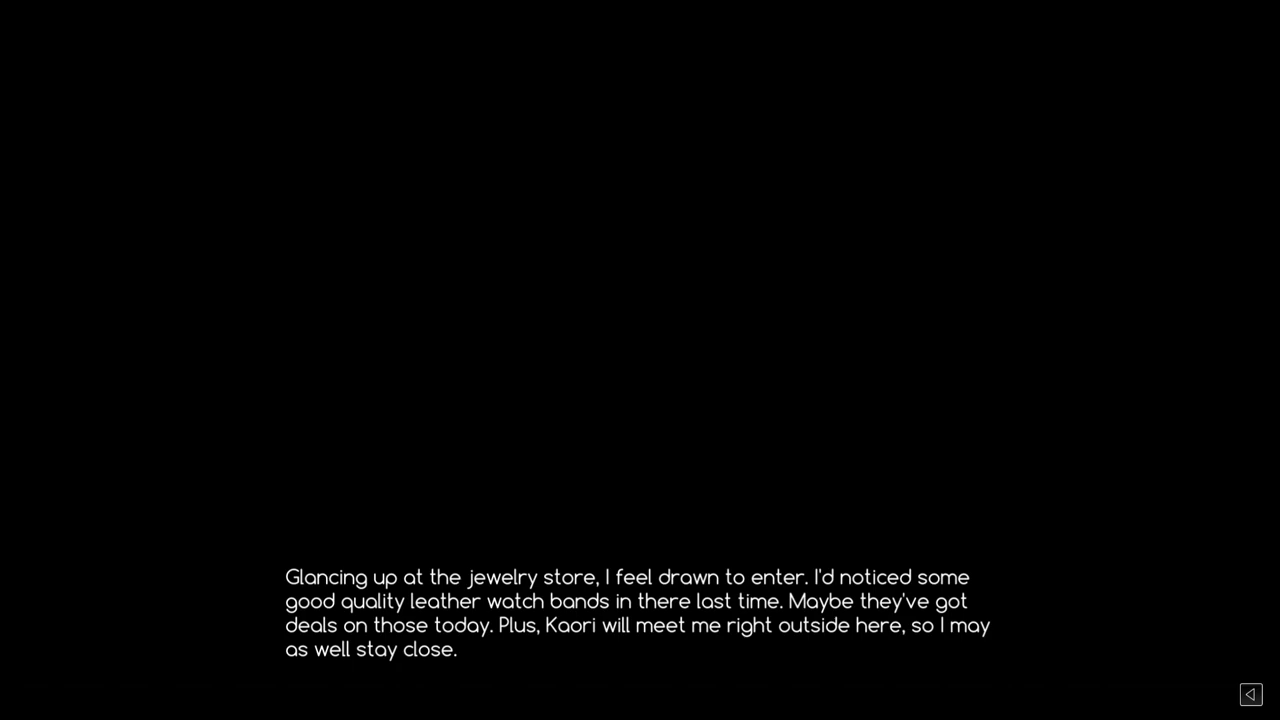 Glancing up at the jewelry store, I feel drawn to enter. I'd noticed some
good quality leather watch bands in there last time. Maybe they've got
deals on those today. Plus, Kaori will meet me right outside here, so I may
as well stay close.